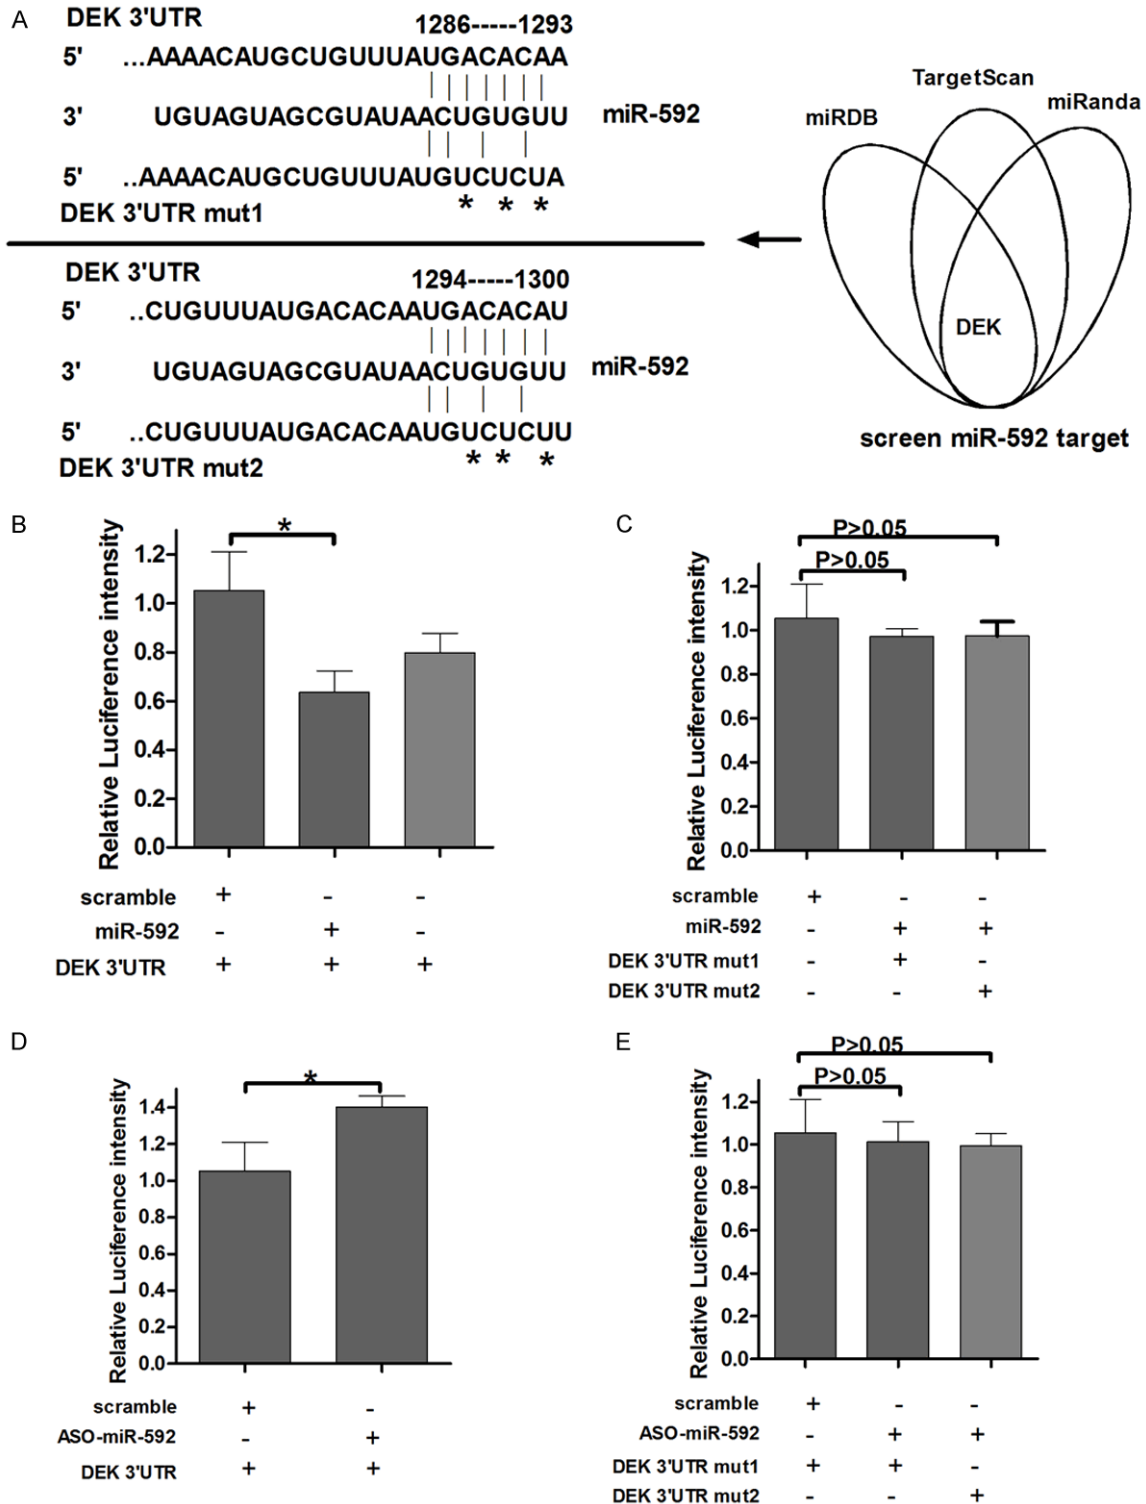 A
DEK 3'UTR
1286-----1293
5' ...AAAACAUGCUGUUUAUGACACAA
3' UGUAGUAGCGUAUAACUGUGUU miR-592
5' ..AAAACAUGCUGUUUAUGUCUCUA
DEK 3'UTR mut1
* * *
DEK 3'UTR
1294-----1300
5' ..CUGUUUAUGACACAAUGACACAU
3' UGUAGUAGCGUAUAACUGUGUU miR-592
5' ..CUGUUUAUGACACAAUGUCUCUU
DEK 3'UTR mut2
* * *
TargetScan
miRDB
miRanda
DEK
screen miR-592 target
B
Relative Luciference intensity
*
1.2
1.0
0.8
0.6
0.4
0.2
0.0
scramble + - -
miR-592 - + -
DEK 3'UTR + + +
C
Relative Luciference intensity
P>0.05
P>0.05
1.2
1.0
0.8
0.6
0.4
0.2
0.0
scramble + - -
miR-592 - + +
DEK 3'UTR mut1 - + -
DEK 3'UTR mut2 - - +
D
Relative Luciference intensity
*
1.4
1.2
1.0
0.8
0.6
0.4
0.2
0.0
scramble + -
ASO-miR-592 - +
DEK 3'UTR + +
E
Relative Luciference intensity
P>0.05
P>0.05
1.2
1.0
0.8
0.6
0.4
0.2
0.0
scramble + - -
ASO-miR-592 - + +
DEK 3'UTR mut1 + + -
DEK 3'UTR mut2 - - +